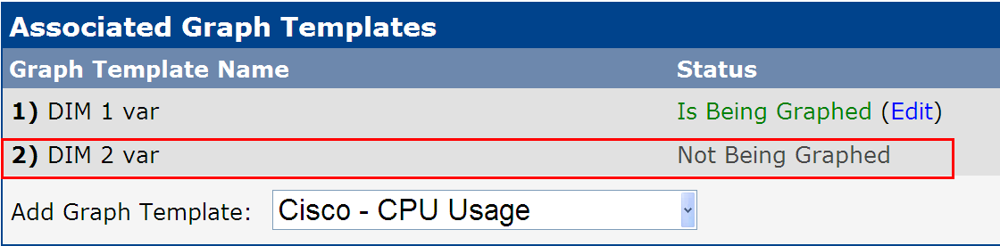 Associated Graph Templates
Graph Template Name Status
1) DIM 1 var Is Being Graphed (Edit)
2) DIM 2 var Not Being Graphed
Add Graph Template: Cisco - CPU Usage